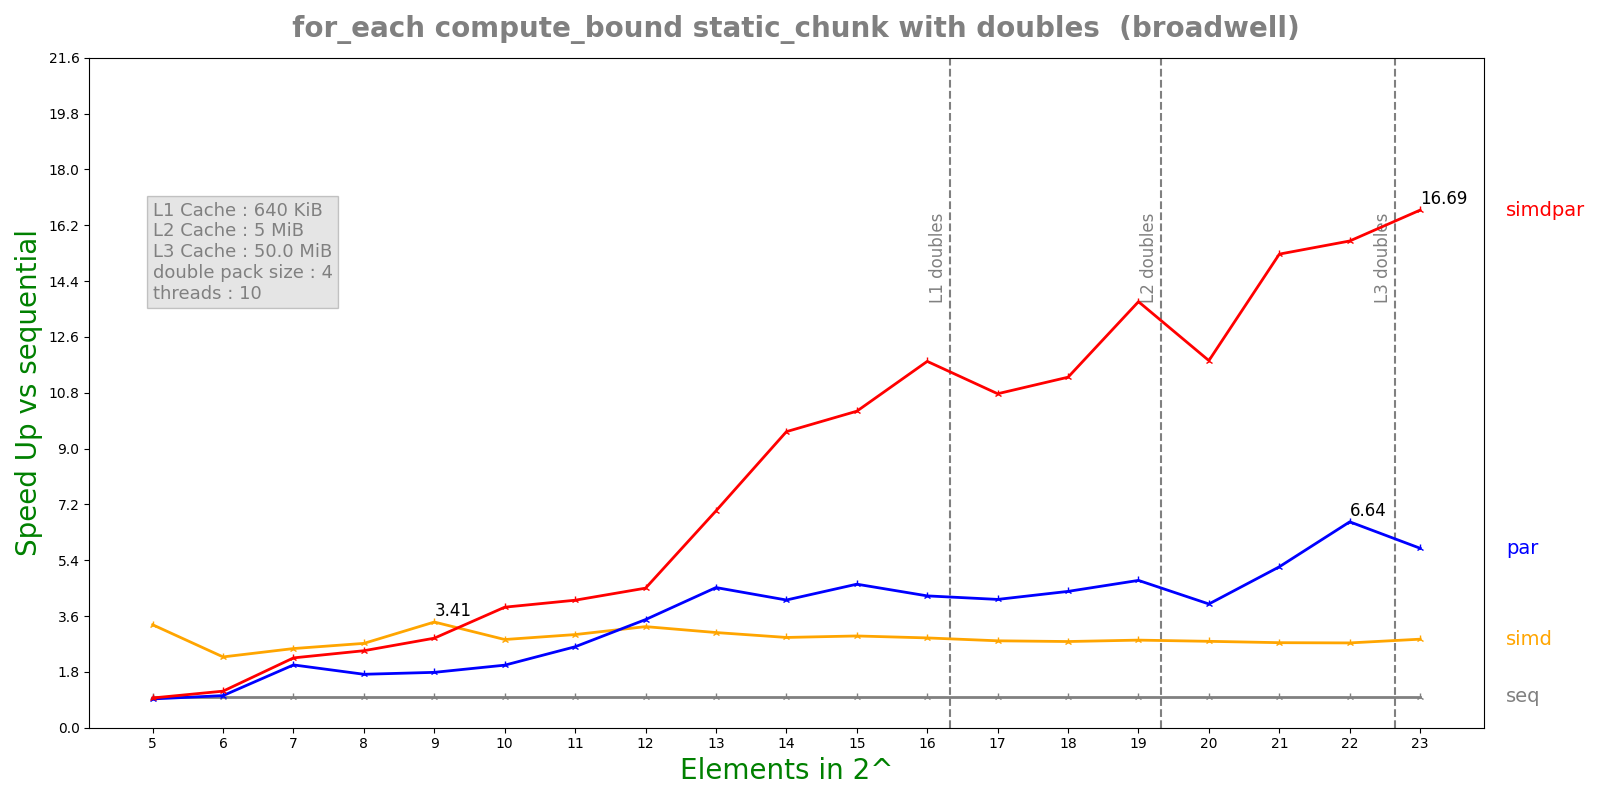 for_each compute_bound static_chunk with doubles (broadwell)
Speed Up vs sequential
21.6
19.8
18.0
16.2
14.4
12.6
10.8
9.0
7.2
5.4
3.6
1.8
0.0
L1 Cache : 640 KiB
L2 Cache : 5 MiB
L3 Cache : 50.0 MiB
double pack size : 4
threads : 10
L1 doubles
L2 doubles
L3 doubles
16.69
6.64
3.41
simdpar
par
simd
seq
5 6 7 8 9 10 11 12 13 14 15 16 17 18 19 20 21 22 23
Elements in 2^